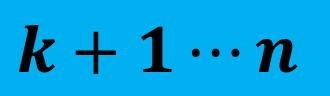 k + 1 ⋯ n